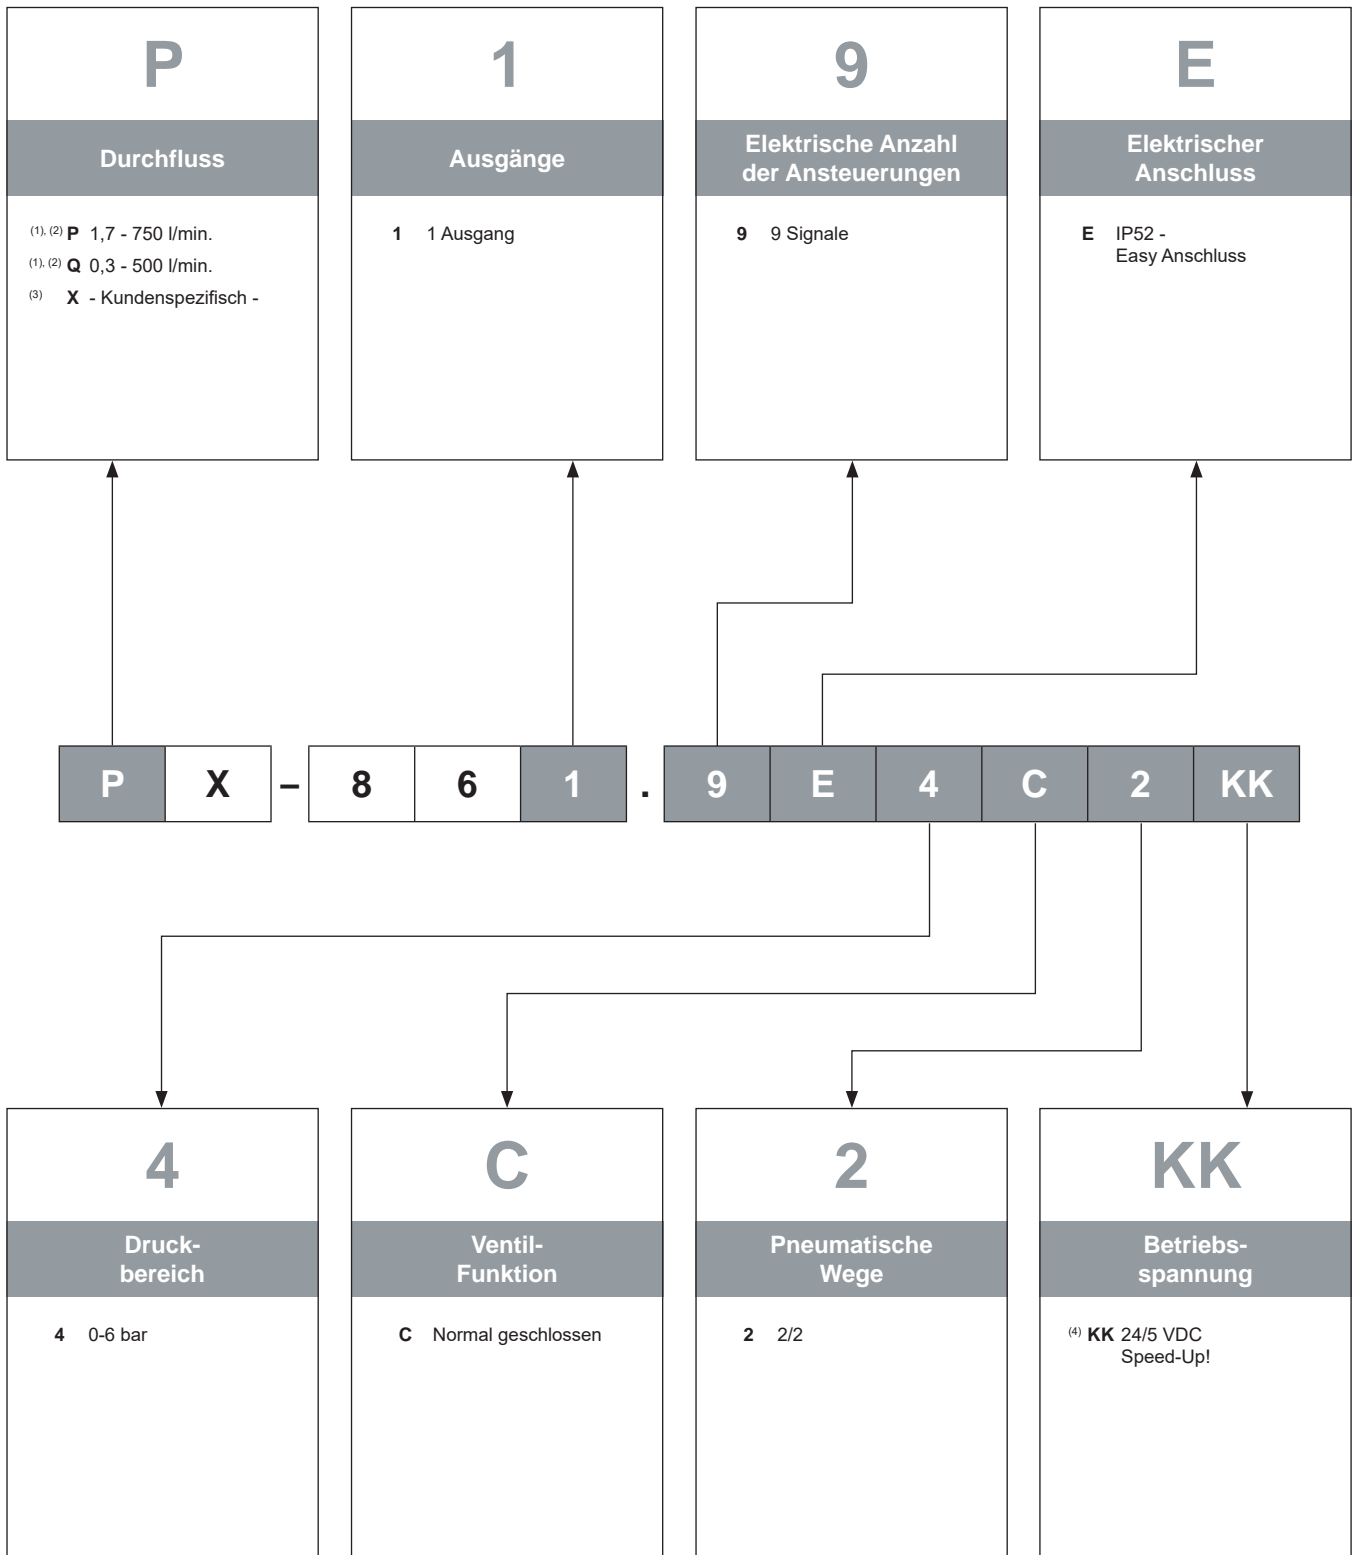 P
Durchfluss
(1), (2) P 1,7 - 750 l/min.
(1), (2) Q 0,3 - 500 l/min.
(3) X - Kundenspezifisch -
1
Ausgänge
1 1 Ausgang
9
Elektrische Anzahl
der Ansteuerungen
9 9 Signale
E
Elektrischer
Anschluss
E IP52 -
Easy Anschluss
P X – 8 6 1 . 9 E 4 C 2 KK
4
Druck-
bereich
4 0-6 bar
C
Ventil-
Funktion
C Normal geschlossen
2
Pneumatische
Wege
2 2/2
KK
Betriebs-
spannung
(4) KK 24/5 VDC
Speed-Up!